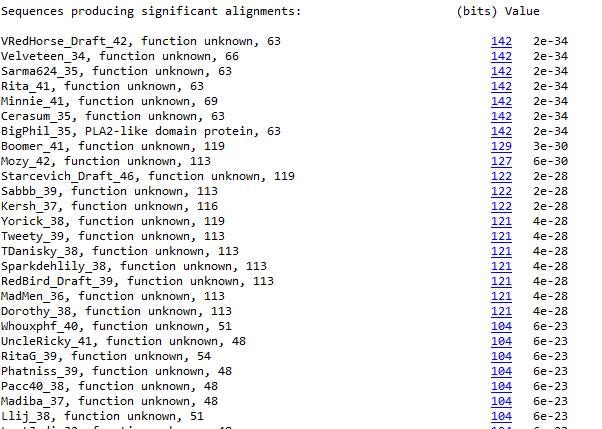 Sequences producing significant alignments: (bits) Value
VRedHorse_Draft_42, function unknown, 63 142 2e-34
Velveteen_34, function unknown, 66 142 2e-34
Sarma624_35, function unknown, 63 142 2e-34
Rita_41, function unknown, 63 142 2e-34
Minnie_41, function unknown, 69 142 2e-34
Cerasum_35, function unknown, 63 142 2e-34
BigPhil_35, PLA2-like domain protein, 63 142 2e-34
Boomer_41, function unknown, 119 129 3e-30
Mozy_42, function unknown, 113 127 6e-30
Starcevich_Draft_46, function unknown, 119 122 2e-28
Sabbb_39, function unknown, 113 122 2e-28
Kersh_37, function unknown, 116 122 2e-28
Yorick_38, function unknown, 119 121 4e-28
Tweety_39, function unknown, 113 121 4e-28
TDanisky_38, function unknown, 113 121 4e-28
Sparkdehlily_38, function unknown, 113 121 4e-28
RedBird_Draft_39, function unknown, 113 121 4e-28
MadMen_36, function unknown, 113 121 4e-28
Dorothy_38, function unknown, 113 121 4e-28
Whouxphf_40, function unknown, 51 104 6e-23
UncleRicky_41, function unknown, 48 104 6e-23
RitaG_39, function unknown, 54 104 6e-23
Phatniss_39, function unknown, 48 104 6e-23
Pacc40_38, function unknown, 48 104 6e-23
Madiba_37, function unknown, 48 104 6e-23
Llij_38, function unknown, 51 104 6e-23